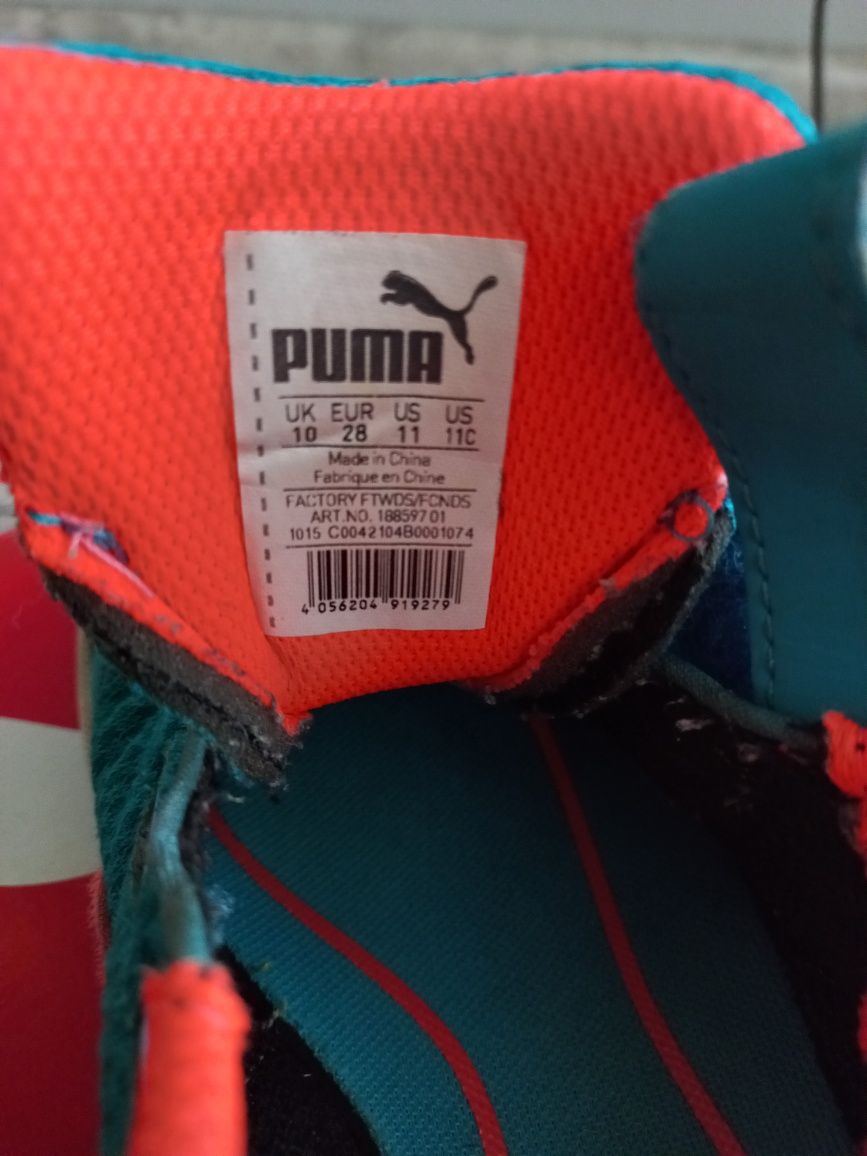 PUMA
UK EUR US US
10 28 11 11C
Made in China
Fabrique en Chine
FACTORY FTWDS/FCNDS
ART.NO. 188597 01
1015 C0042104B0001074
4 056204 919279